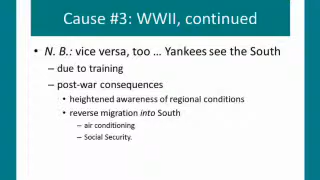 Cause #3: WWII, continued
• N. B.: vice versa, too … Yankees see the South
– due to training
– post-war consequences
• heightened awareness of regional conditions
• reverse migration into South
– air conditioning
– Social Security.